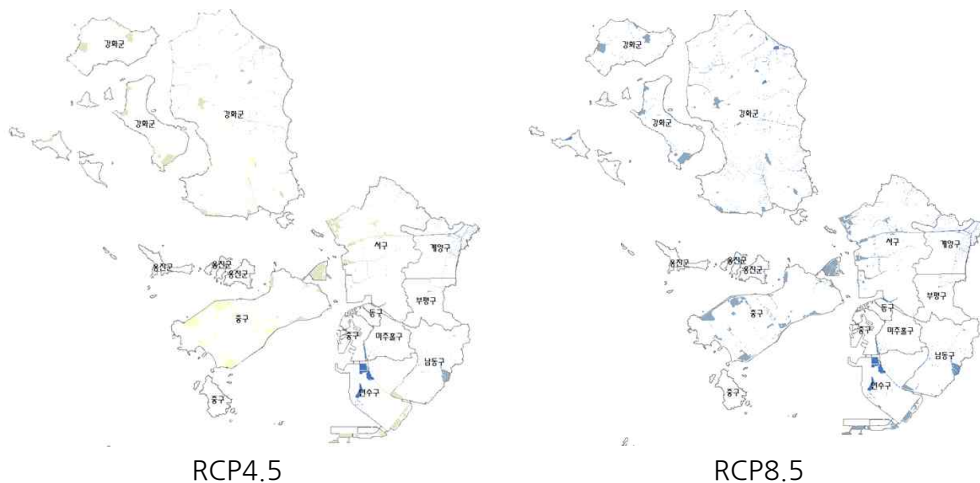 강화군
강화군
강화군
서구
계양구
옹진군
옹진군
옹진군
부평구
중구
동구
중구
미추홀구
남동구
연수구
중구
RCP4.5
강화군
강화군
강화군
서구
계양구
옹진군
옹진군
옹진군
부평구
중구
동구
중구
미추홀구
남동구
연수구
중구
RCP8.5